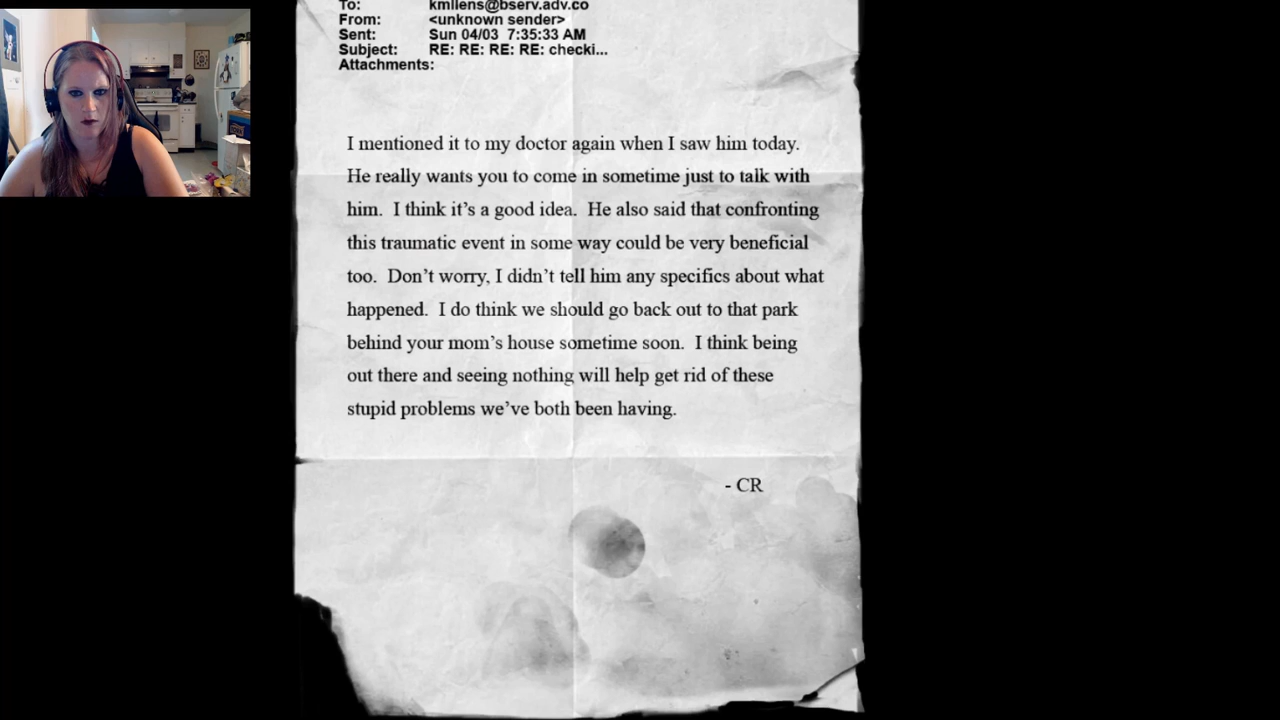 To: kmllens@bserv.adv.co
From: <unknown sender>
Sent: Sun 04/03 7:35:33 AM
Subject: RE: RE: RE: RE: checki...
Attachments:
I mentioned it to my doctor again when I saw him today.
He really wants you to come in sometime just to talk with
him. I think it’s a good idea. He also said that confronting
this traumatic event in some way could be very beneficial
too. Don’t worry, I didn’t tell him any specifics about what
happened. I do think we should go back out to that park
behind your mom’s house sometime soon. I think being
out there and seeing nothing will help get rid of these
stupid problems we’ve both been having.
- CR